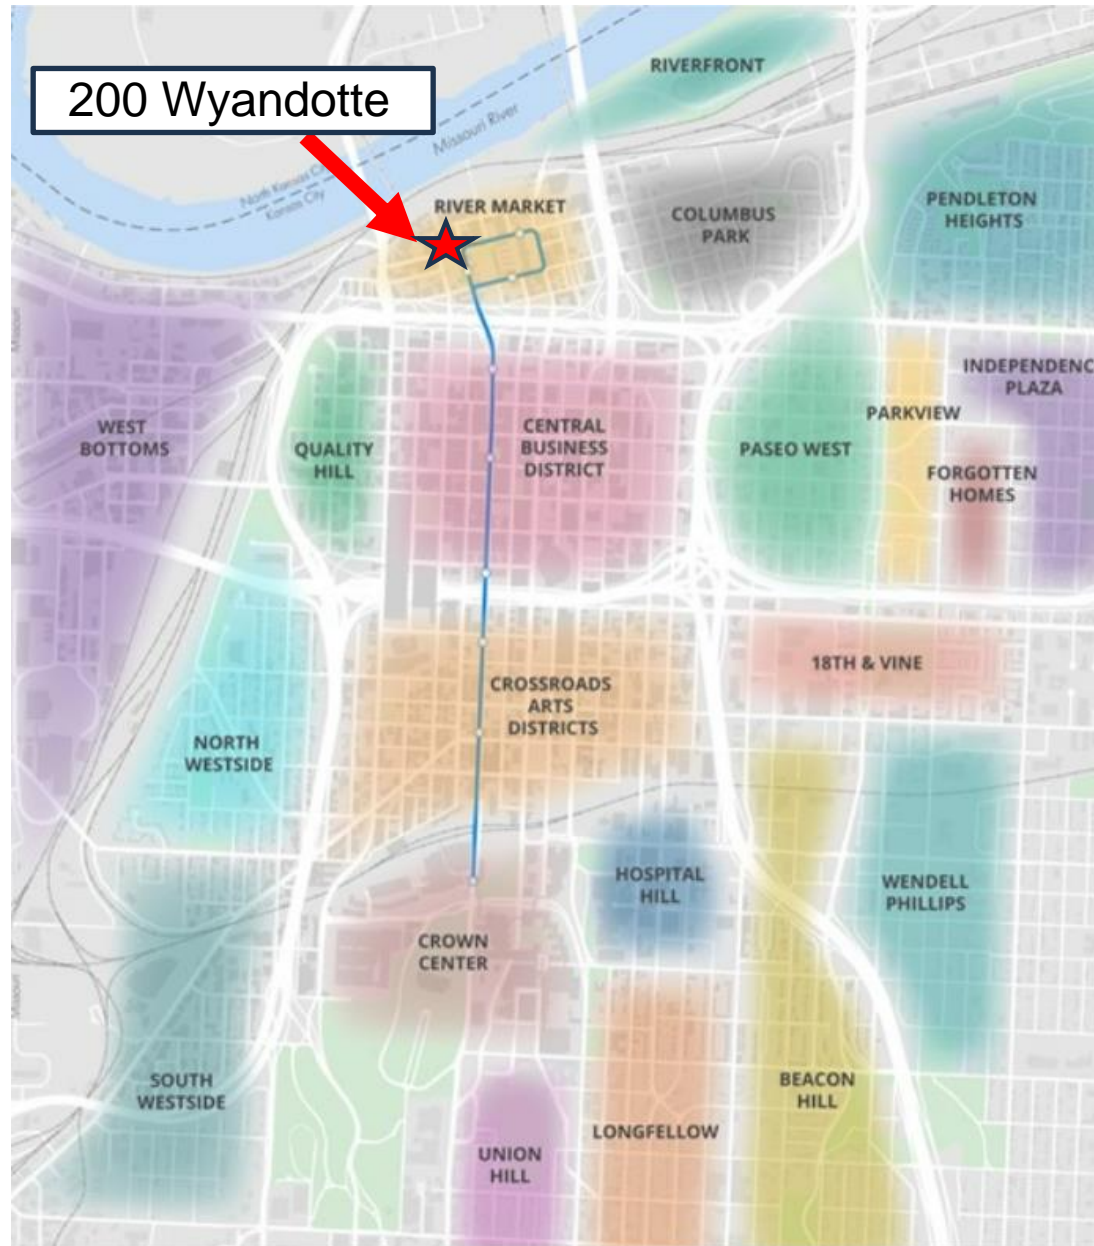 RIVERFRONT
200 Wyandotte
Missouri River
North Kansas City
Kansas City
RIVER MARKET
COLUMBUS
PARK
PENDLETON
HEIGHTS
WEST
BOTTOMS
QUALITY
HILL
CENTRAL
BUSINESS
DISTRICT
PASEO WEST
PARKVIEW
INDEPENDENC
PLAZA
FORGOTTEN
HOMES
18TH & VINE
CROSSROADS
ARTS
DISTRICTS
NORTH
WESTSIDE
HOSPITAL
HILL
WENDELL
PHILLIPS
CROWN
CENTER
SOUTH
WESTSIDE
UNION
HILL
LONGFELLOW
BEACON
HILL
Missouri
Missouri